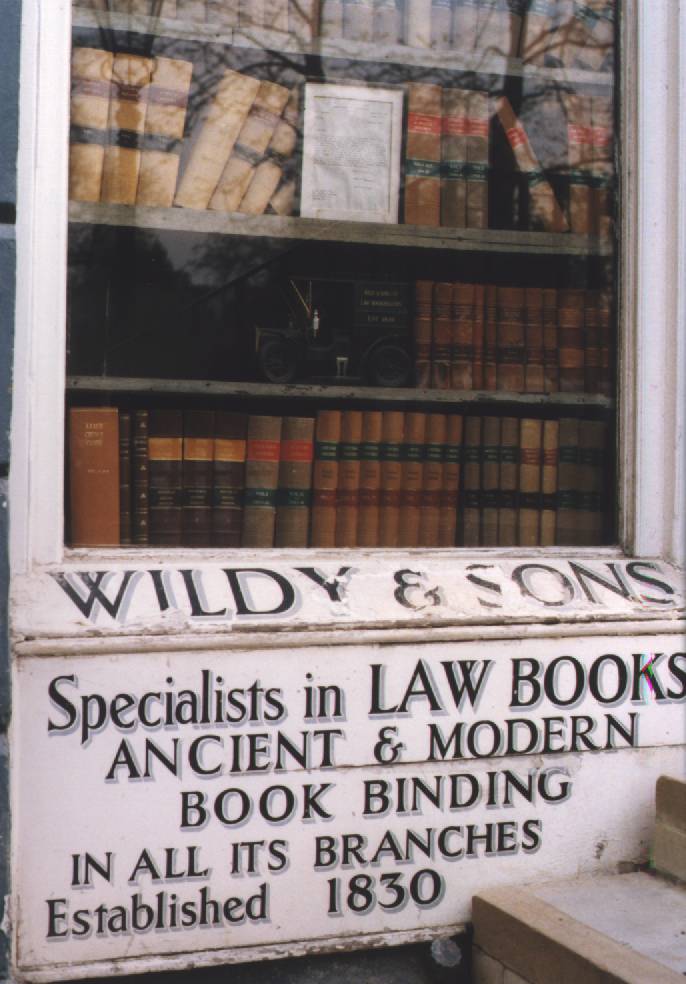 WILDY & SONS
Specialists in LAW BOOKS
ANCIENT & MODERN
BOOK BINDING
IN ALL ITS BRANCHES
Established 1830